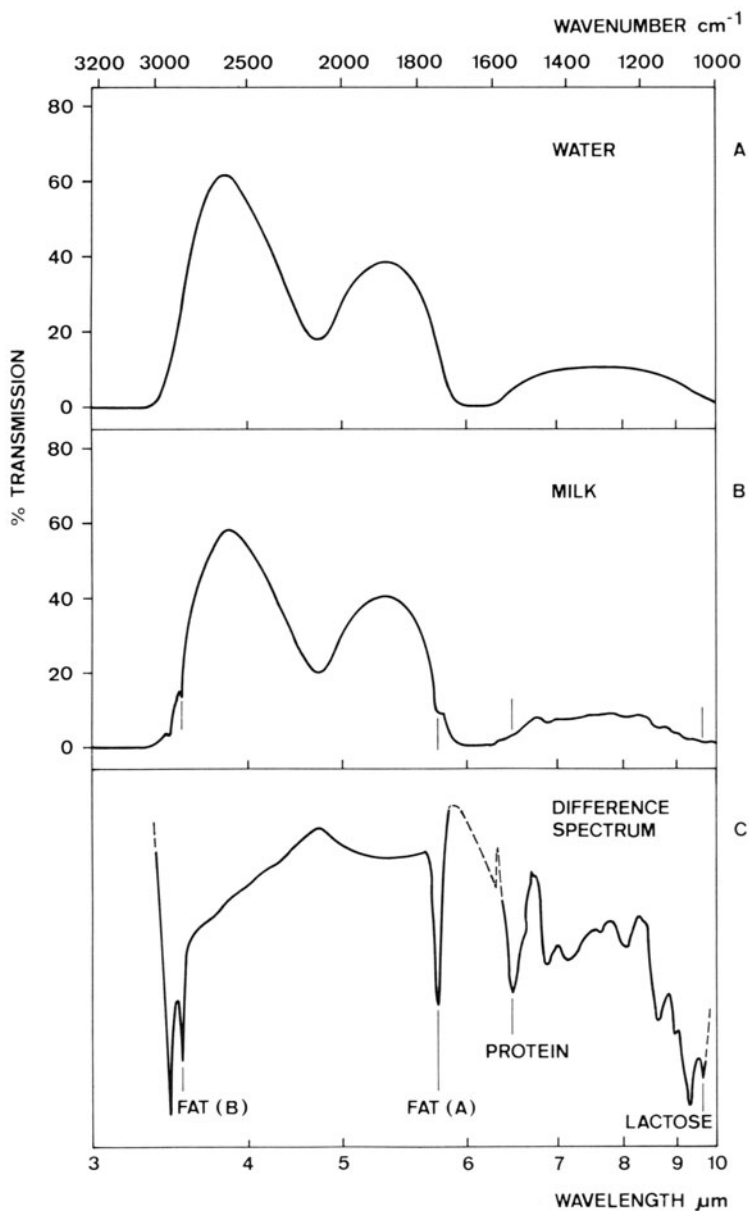 WAVENUMBER cm⁻¹
3200 3000 2500 2000 1800 1600 1400 1200 1000
80
WATER A
60
40
20
0
% TRANSMISSION
80
MILK B
60
40
20
0
DIFFERENCE
SPECTRUM C
PROTEIN
FAT (B) FAT (A) LACTOSE
3 4 5 6 7 8 9 10
WAVELENGTH μm